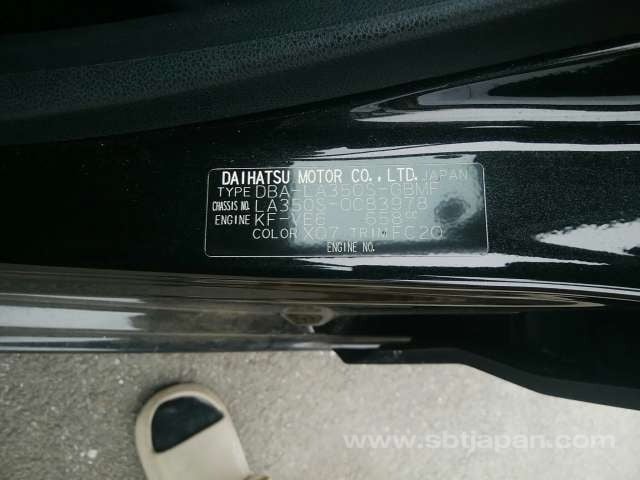 DAIHATSU MOTOR CO.,LTD. JAPAN
TYPE DBA-LA350S-GBMF
CHASSIS NO. LA350S-0083978
ENGINE KF-VE6 658cc
COLOR X07 TRIM FC20
ENGINE NO.
www.sbtjapan.com